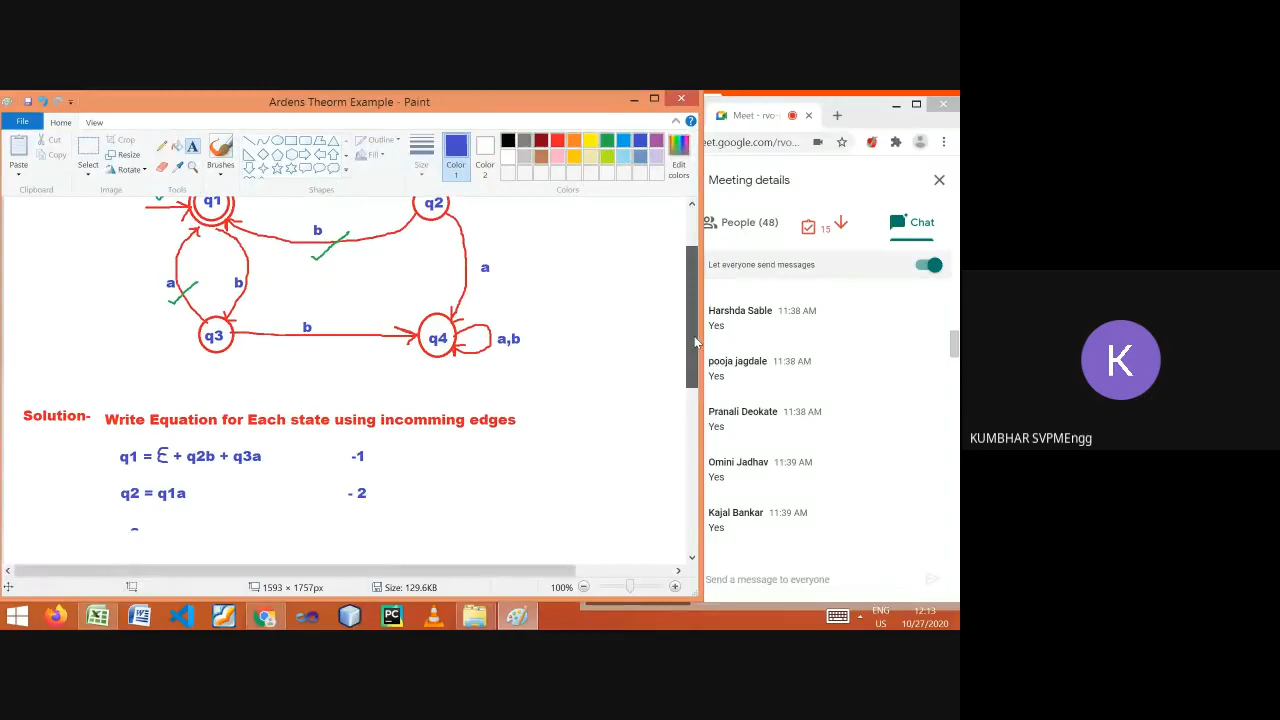 Ardens Theorm Example - Paint
File
Home
View
Paste
Cut
Copy
Clipboard
Select
Crop
Resize
Rotate
Image
Tools
Brushes
Shapes
Outline
Fill
Size
Color
1
Color
2
Edit
colors
Colors
q1
q2
b
a
a
b
q3
b
q4
a,b
Solution-
Write Equation for Each state using incomming edges
q1 = Ɛ + q2b + q3a -1
q2 = q1a - 2
1593 × 1757px
Size: 129.6KB
100%
Meet - rvo-
eet.google.com/rvo...
Meeting details
People (48)
15
Chat
Let everyone send messages
Harshda Sable 11:38 AM
Yes
pooja jagdale 11:38 AM
Yes
Pranali Deokate 11:38 AM
Yes
Omini Jadhav 11:39 AM
Yes
Kajal Bankar 11:39 AM
Yes
Send a message to everyone
PC
ENG
US
12:13
10/27/2020
K
KUMBHAR SVPMEngg